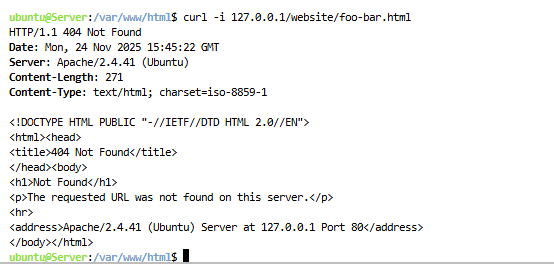 ubuntu@Server:/var/www/html$ curl -i 127.0.0.1/website/foo-bar.html
HTTP/1.1 404 Not Found
Date: Mon, 24 Nov 2025 15:45:22 GMT
Server: Apache/2.4.41 (Ubuntu)
Content-Length: 271
Content-Type: text/html; charset=iso-8859-1

<!DOCTYPE HTML PUBLIC "-//IETF//DTD HTML 2.0//EN">
<html><head>
<title>404 Not Found</title>
</head><body>
<h1>Not Found</h1>
<p>The requested URL was not found on this server.</p>
<hr>
<address>Apache/2.4.41 (Ubuntu) Server at 127.0.0.1 Port 80</address>
</body></html>
ubuntu@Server:/var/www/html$